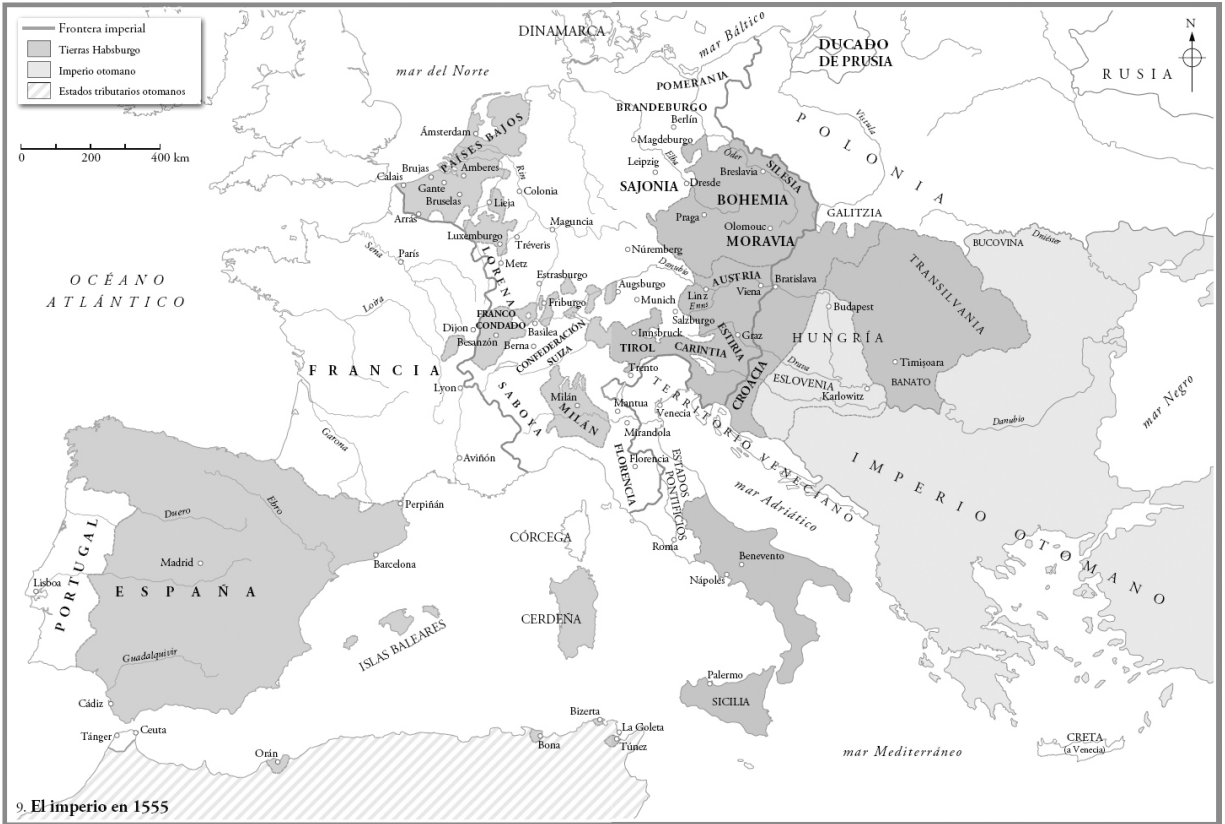 Frontera imperial
Tierras Habsburgo
Imperio otomano
Estados tributarios otomanos
0 200 400 km
N
DINAMARCA
mar Báltico
mar del Norte
DUCADO
DE PRUSIA
RUSIA
POMERANIA
BRANDEBURGO
Berlín
Magdeburgo
Leipzig
Elba
SAJONIA
Dresde
Óder
Breslavia
SILESIA
BOHEMIA
Praga
Olomouc
MORAVIA
Vístula
POLONIA
GALITZIA
BUCOVINA
Dniéster
Ámsterdam
PAÍSES BAJOS
Brujas
Calais
Amberes
Gante
Bruselas
Arrás
Lieja
Rin
Colonia
Maguncia
Luxemburgo
Tréveris
Metz
LORENA
Núremberg
Danubio
Estrasburgo
Augsburgo
Munich
Friburgo
Sena
París
Loira
OCÉANO
ATLÁNTICO
FRANCIA
Dijon
FRANCO
CONDADO
Besanzón
Basilea
Berna
CONFEDERACIÓN
SUIZA
Lyon
SABOYA
Garona
Aviñón
AUSTRIA
Viena
Linz
Enns
Salzburgo
Bratislava
Innsbruck
TIROL
CARINTIA
ESTIRIA
Graz
Budapest
HUNGRÍA
TRANSILVANIA
Timișoara
BANATO
Drava
ESLOVENIA
Karlowitz
CROACIA
Danubio
mar Negro
Trento
Milán
MILÁN
Mantua
Venecia
Mirandola
TERRITORIO VENECIANO
Florencia
FLORENCIA
ESTADOS
PONTIFICIOS
mar Adriático
IMPERIO OTOMANO
Roma
Benevento
Nápoles
CÓRCEGA
CERDEÑA
Palermo
SICILIA
Perpiñán
Barcelona
Duero
Ebro
Madrid
ESPAÑA
PORTUGAL
Lisboa
Guadalquivir
Cádiz
ISLAS BALEARES
Tánger
Ceuta
Orán
Bizerta
La Goleta
Bona
Túnez
mar Mediterráneo
CRETA
(a Venecia)
9. El imperio en 1555